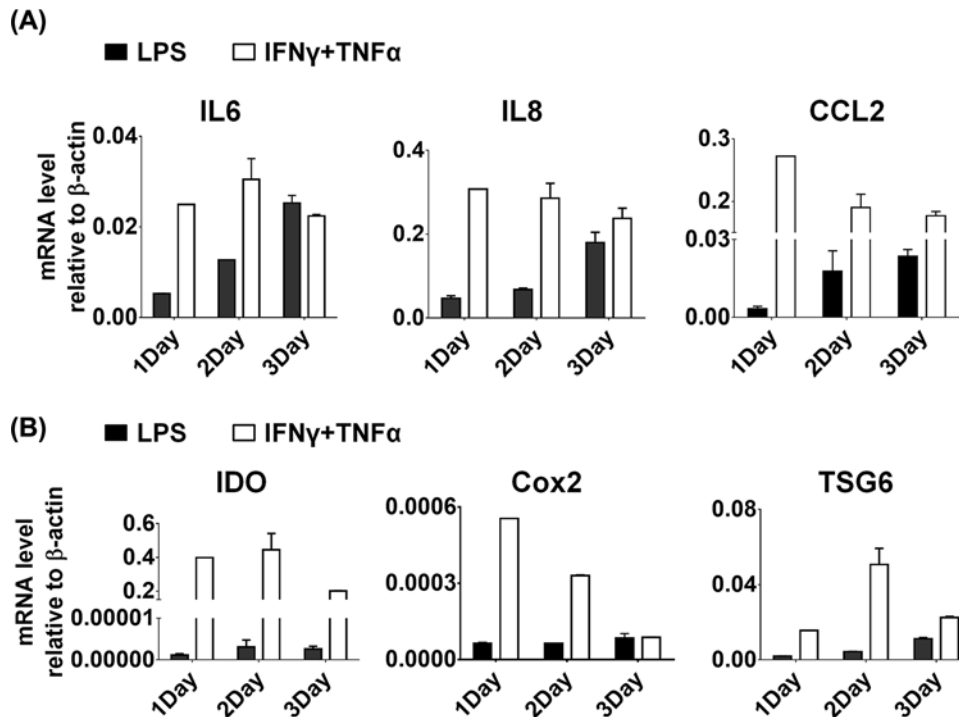 (A)
LPS IFNγ+TNFα
IL6 IL8 CCL2
mRNA level
relative to β-actin
0.04
0.02
0.00
1Day 2Day 3Day
0.4
0.2
0.0
1Day 2Day 3Day
0.3
0.2
0.03
0.00
1Day 2Day 3Day
(B)
LPS IFNγ+TNFα
IDO Cox2 TSG6
mRNA level
relative to β-actin
0.6
0.4
0.2
0.00001
0.00000
1Day 2Day 3Day
0.0006
0.0003
0.0000
1Day 2Day 3Day
0.08
0.04
0.00
1Day 2Day 3Day